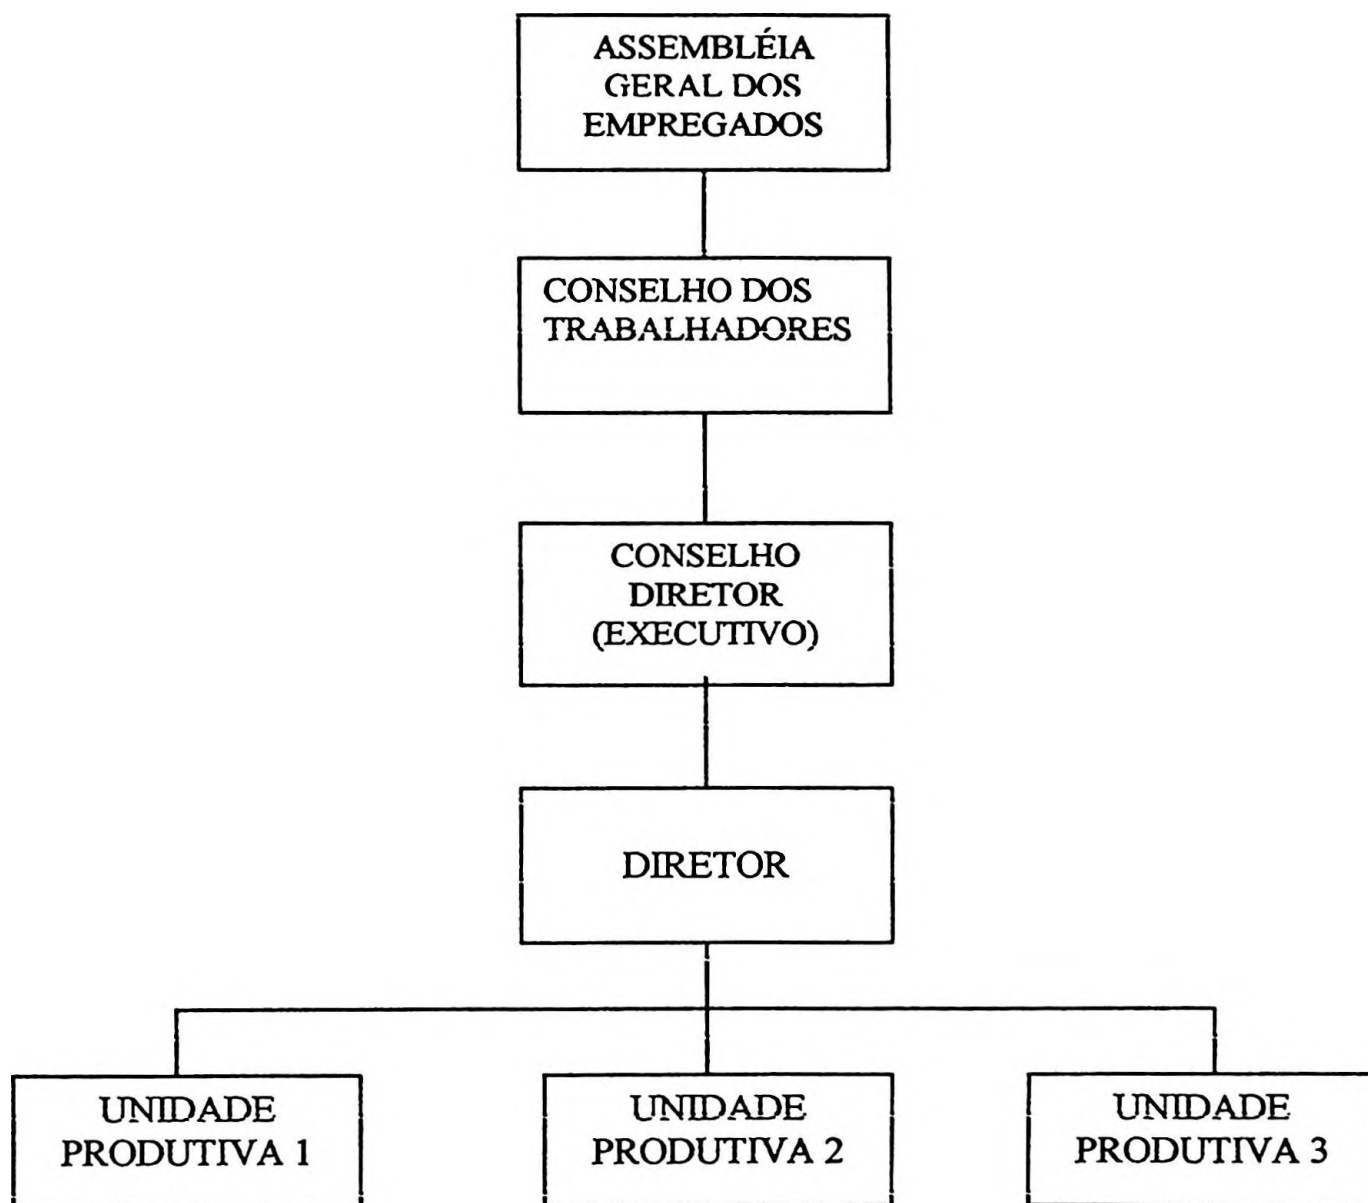 ASSEMBLÉIA
GERAL DOS
EMPREGADOS
CONSELHO DOS
TRABALHADORES
CONSELHO
DIRETOR
(EXECUTIVO)
DIRETOR
UNIDADE
PRODUTIVA 1
UNIDADE
PRODUTIVA 2
UNIDADE
PRODUTIVA 3